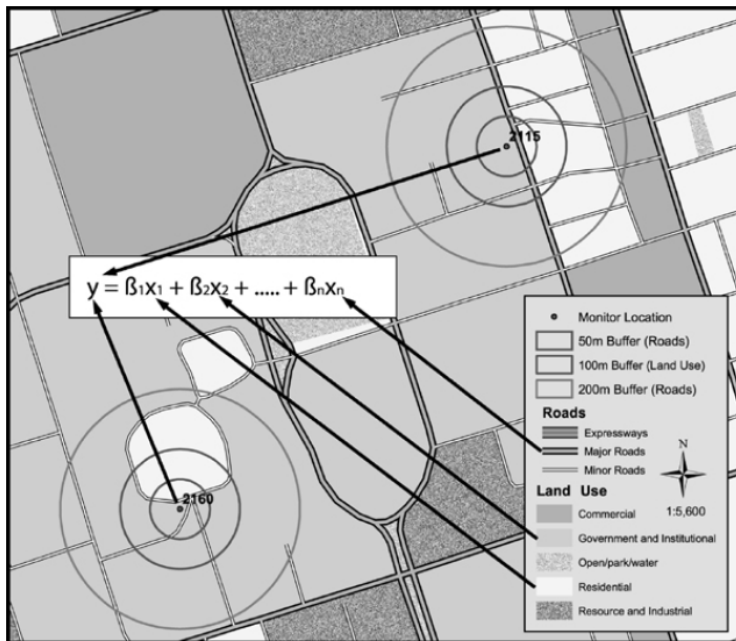 2115
y = ß1x1 + ß2x2 + ..... + ßnxn
2160
Monitor Location
50m Buffer (Roads)
100m Buffer (Land Use)
200m Buffer (Roads)
Roads
Expressways
Major Roads
Minor Roads
N
1:5,600
Land Use
Commercial
Government and Institutional
Open/park/water
Residential
Resource and Industrial